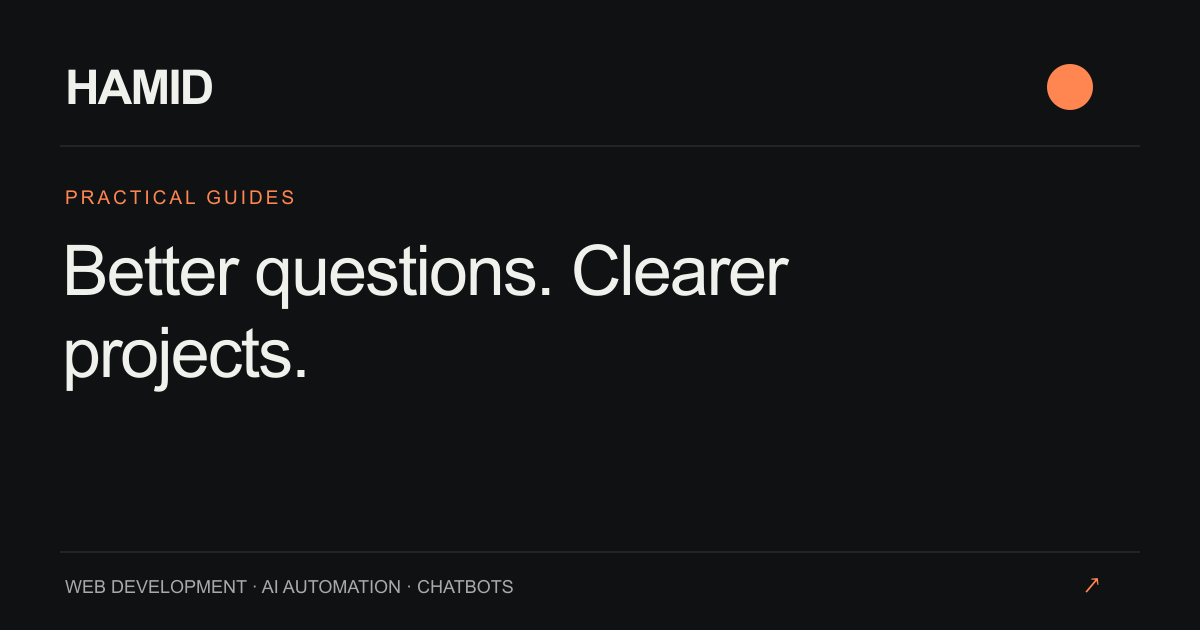 HAMID
PRACTICAL GUIDES
Better questions. Clearer
projects.
WEB DEVELOPMENT · AI AUTOMATION · CHATBOTS ↗